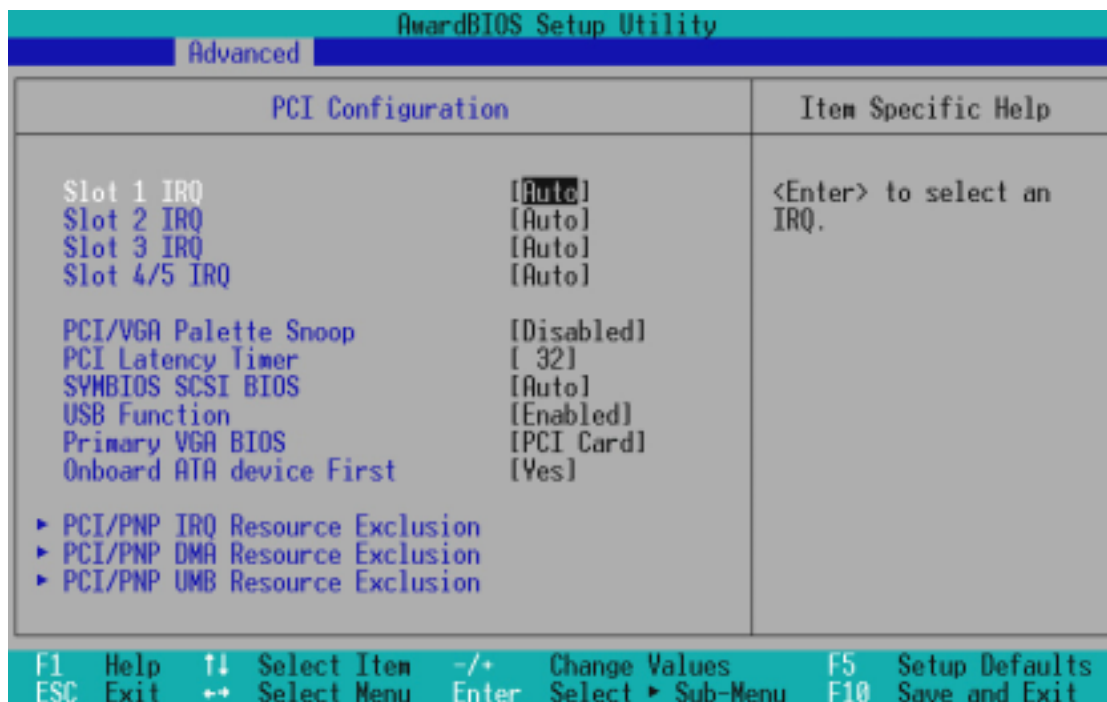 AwardBIOS Setup Utility
Advanced
PCI Configuration
Item Specific Help
Slot 1 IRQ [Auto]
Slot 2 IRQ [Auto]
Slot 3 IRQ [Auto]
Slot 4/5 IRQ [Auto]
PCI/VGA Palette Snoop [Disabled]
PCI Latency Timer [ 32]
SYMBIOS SCSI BIOS [Auto]
USB Function [Enabled]
Primary VGA BIOS [PCI Card]
Onboard ATA device First [Yes]
▸ PCI/PNP IRQ Resource Exclusion
▸ PCI/PNP DMA Resource Exclusion
▸ PCI/PNP UMB Resource Exclusion
<Enter> to select an
IRQ.
F1 Help ↑↓ Select Item -/+ Change Values F5 Setup Defaults
ESC Exit ←→ Select Menu Enter Select ▸ Sub-Menu F10 Save and Exit